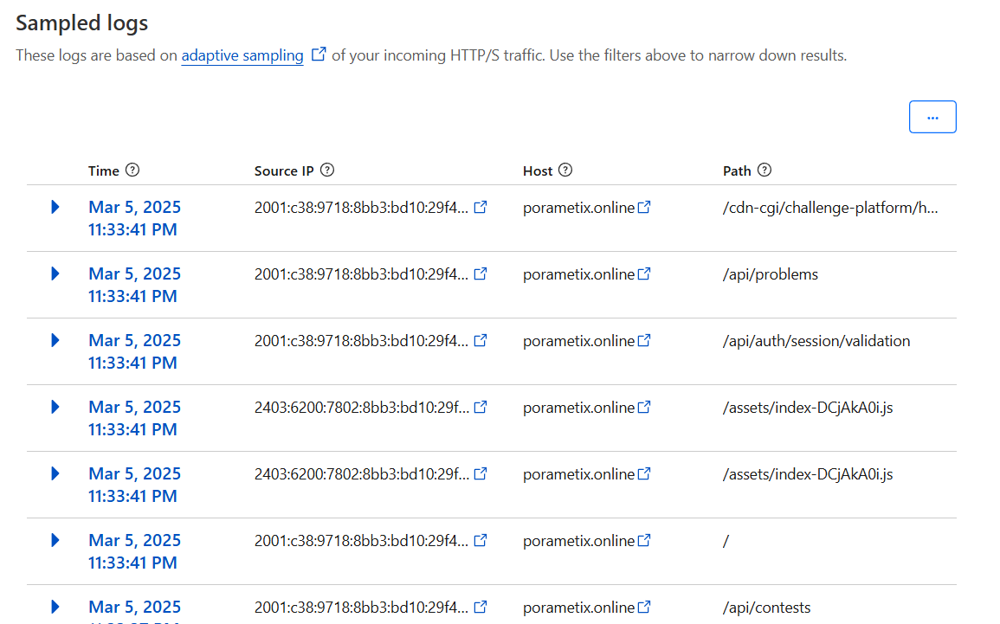 Sampled logs
These logs are based on adaptive sampling of your incoming HTTP/S traffic. Use the filters above to narrow down results.
...
Time Source IP Host Path
Mar 5, 2025 2001:c38:9718:8bb3:bd10:29f4... porametix.online /cdn-cgi/challenge-platform/h...
11:33:41 PM
Mar 5, 2025 2001:c38:9718:8bb3:bd10:29f4... porametix.online /api/problems
11:33:41 PM
Mar 5, 2025 2001:c38:9718:8bb3:bd10:29f4... porametix.online /api/auth/session/validation
11:33:41 PM
Mar 5, 2025 2403:6200:7802:8bb3:bd10:29f... porametix.online /assets/index-DCjAkA0i.js
11:33:41 PM
Mar 5, 2025 2403:6200:7802:8bb3:bd10:29f... porametix.online /assets/index-DCjAkA0i.js
11:33:41 PM
Mar 5, 2025 2001:c38:9718:8bb3:bd10:29f4... porametix.online /
11:33:41 PM
Mar 5, 2025 2001:c38:9718:8bb3:bd10:29f4... porametix.online /api/contests